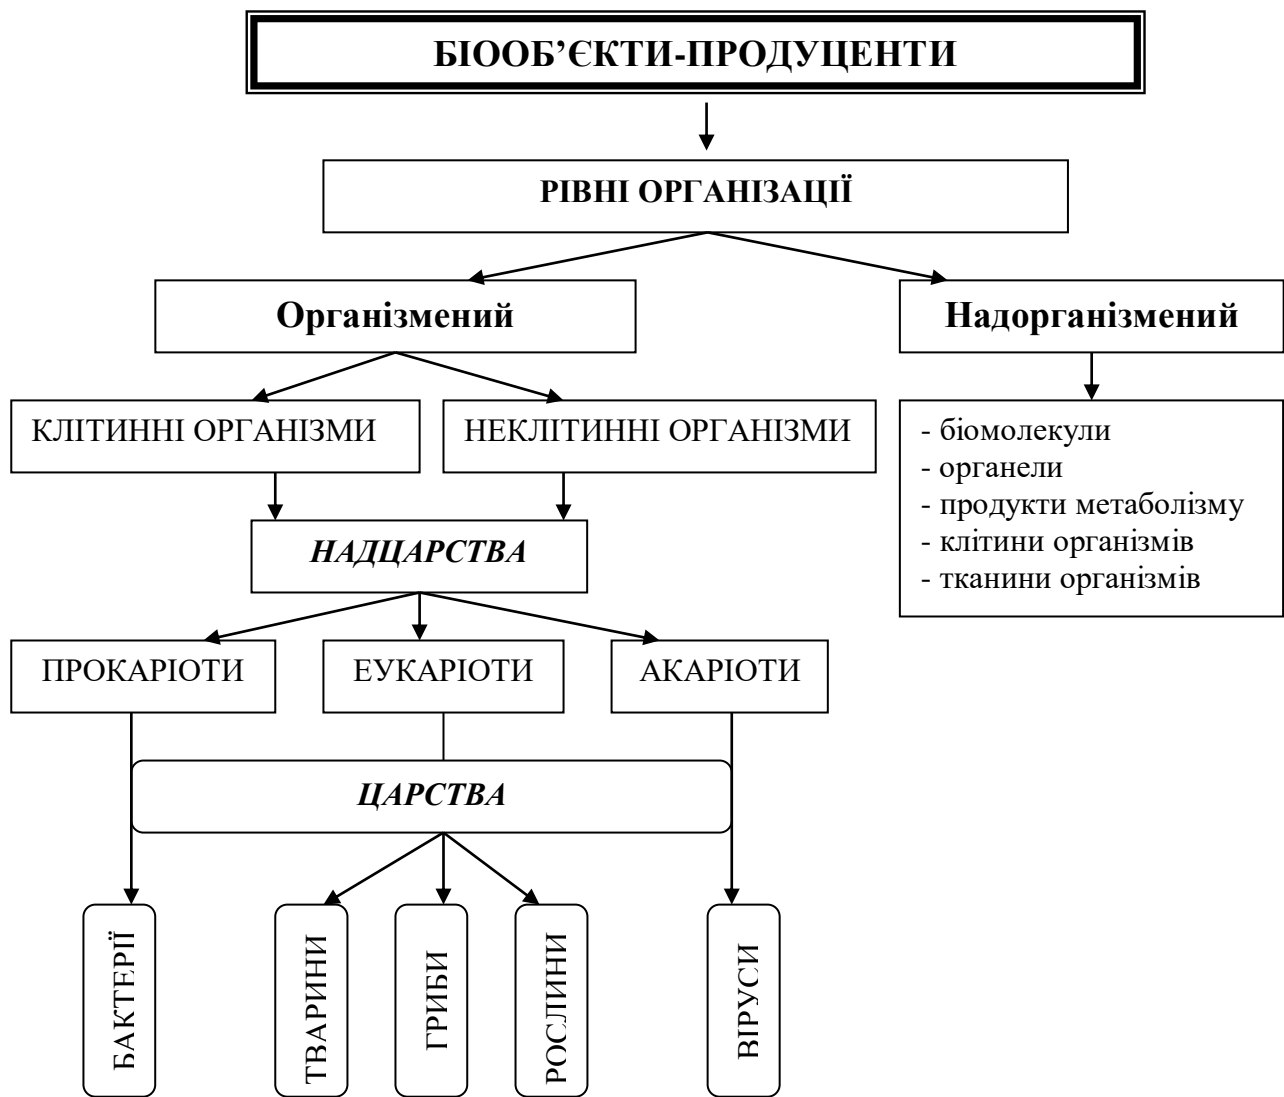 БІООБ’ЄКТИ-ПРОДУЦЕНТИ
РІВНІ ОРГАНІЗАЦІЇ
Організмений
Надорганізмений
КЛІТИННІ ОРГАНІЗМИ
НЕКЛІТИННІ ОРГАНІЗМИ
- біомолекули
- органели
- продукти метаболізму
- клітини організмів
- тканини організмів
НАДЦАРСТВА
ПРОКАРІОТИ
ЕУКАРІОТИ
АКАРІОТИ
ЦАРСТВА
БАКТЕРІЇ
ТВАРИНИ
ГРИБИ
РОСЛИНИ
ВІРУСИ